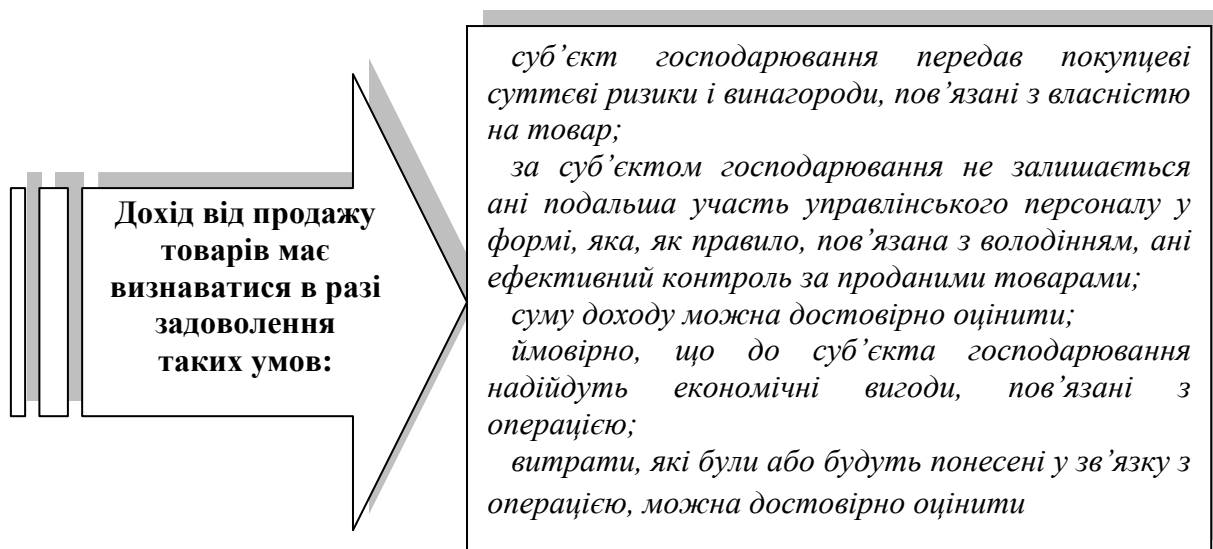 Дохід від продажу
товарів має
визнаватися в разі
задоволення
таких умов:
суб’єкт господарювання передав покупцеві
суттєві ризики і винагороди, пов’язані з власністю
на товар;
за суб’єктом господарювання не залишається
ані подальша участь управлінського персоналу у
формі, яка, як правило, пов’язана з володінням, ані
ефективний контроль за проданими товарами;
суму доходу можна достовірно оцінити;
ймовірно, що до суб’єкта господарювання
надійдуть економічні вигоди, пов’язані з
операцією;
витрати, які були або будуть понесені у зв’язку з
операцією, можна достовірно оцінити